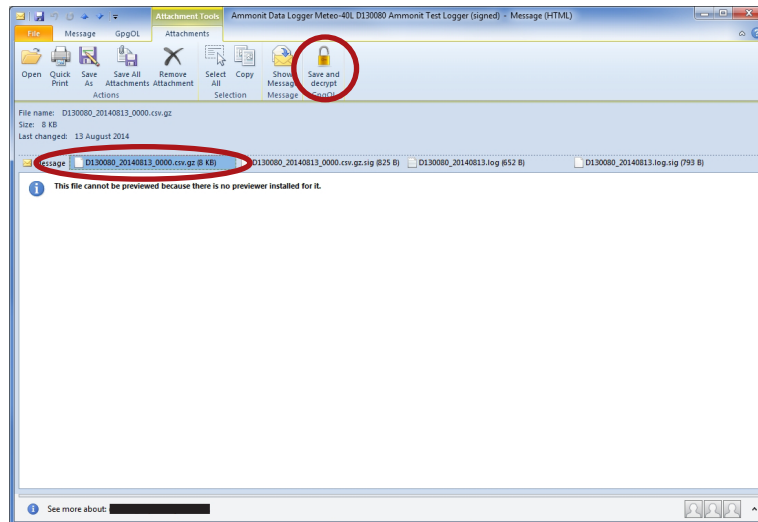 Attachment Tools Ammonit Data Logger Meteo-40L D130080 Ammonit Test Logger (signed) - Message (HTML)
File Message GpgOL Attachments
Open Quick Print Save As Save All Attachments Remove Attachment Select All Copy Show Message Save and decrypt
Actions Selection Message GpgOL
File name: D130080_20140813_0000.csv.gz
Size: 8 KB
Last changed: 13 August 2014
Message D130080_20140813_0000.csv.gz (8 KB) D130080_20140813_0000.csv.gz.sig (825 B) D130080_20140813.log (652 B) D130080_20140813.log.sig (793 B)
This file cannot be previewed because there is no previewer installed for it.
See more about: